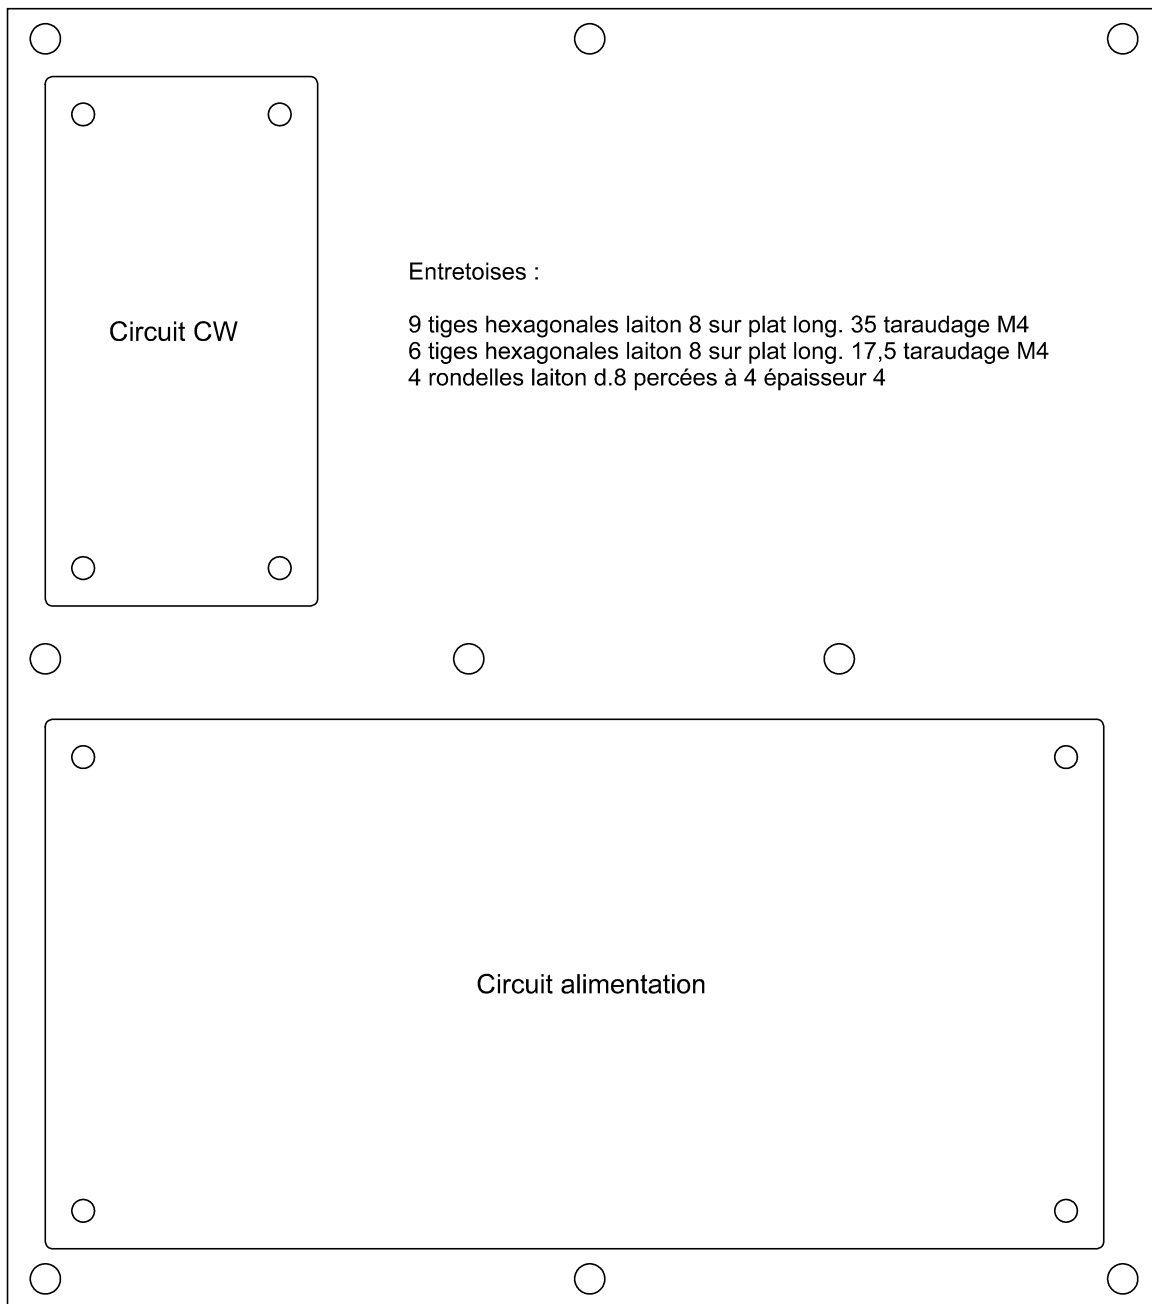 Entretoises :
Circuit CW
9 tiges hexagonales laiton 8 sur plat long. 35 taraudage M4
6 tiges hexagonales laiton 8 sur plat long. 17,5 taraudage M4
4 rondelles laiton d.8 percées à 4 épaisseur 4
Circuit alimentation